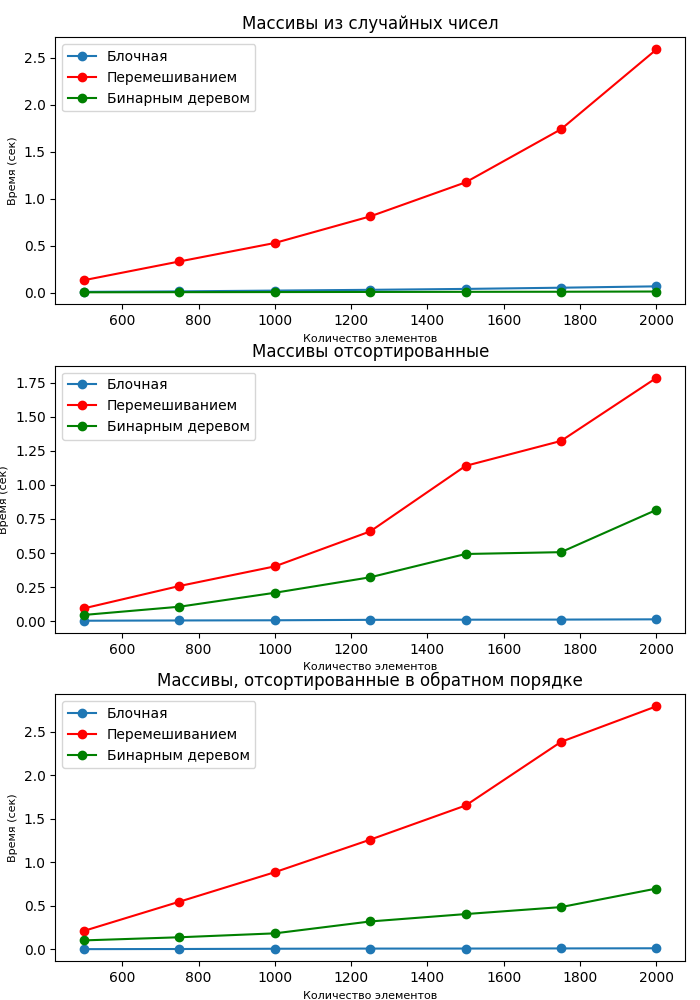 Массивы из случайных чисел
Блочная
Перемешиванием
Бинарным деревом
Время (сек)
2.5
2.0
1.5
1.0
0.5
0.0
600 800 1000 1200 1400 1600 1800 2000
Количество элементов
Массивы отсортированные
Блочная
Перемешиванием
Бинарным деревом
Время (сек)
1.75
1.50
1.25
1.00
0.75
0.50
0.25
0.00
600 800 1000 1200 1400 1600 1800 2000
Количество элементов
Массивы, отсортированные в обратном порядке
Блочная
Перемешиванием
Бинарным деревом
Время (сек)
2.5
2.0
1.5
1.0
0.5
0.0
600 800 1000 1200 1400 1600 1800 2000
Количество элементов